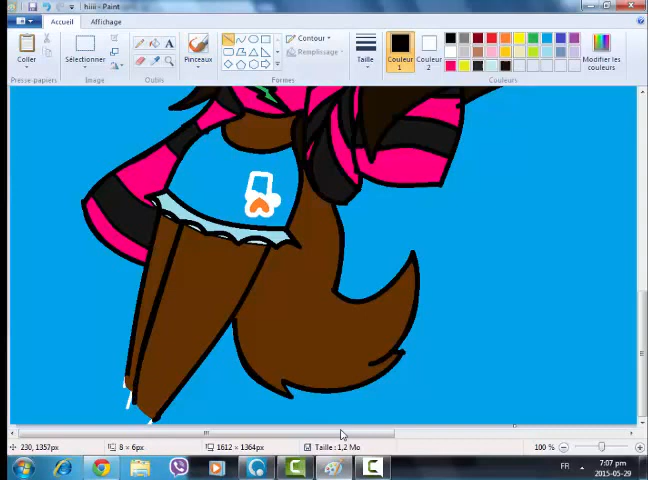 hiiii - Paint
Accueil Affichage
Coller
Sélectionner
Pinceaux
Contour
Remplissage
Taille
Couleur 1
Couleur 2
Modifier les couleurs
Presse-papiers Image Outils Formes Couleurs
230, 1357px 8 × 6px 1612 × 1364px Taille : 1,2 Mo 100 %
FR 7:07 pm
2015-05-29